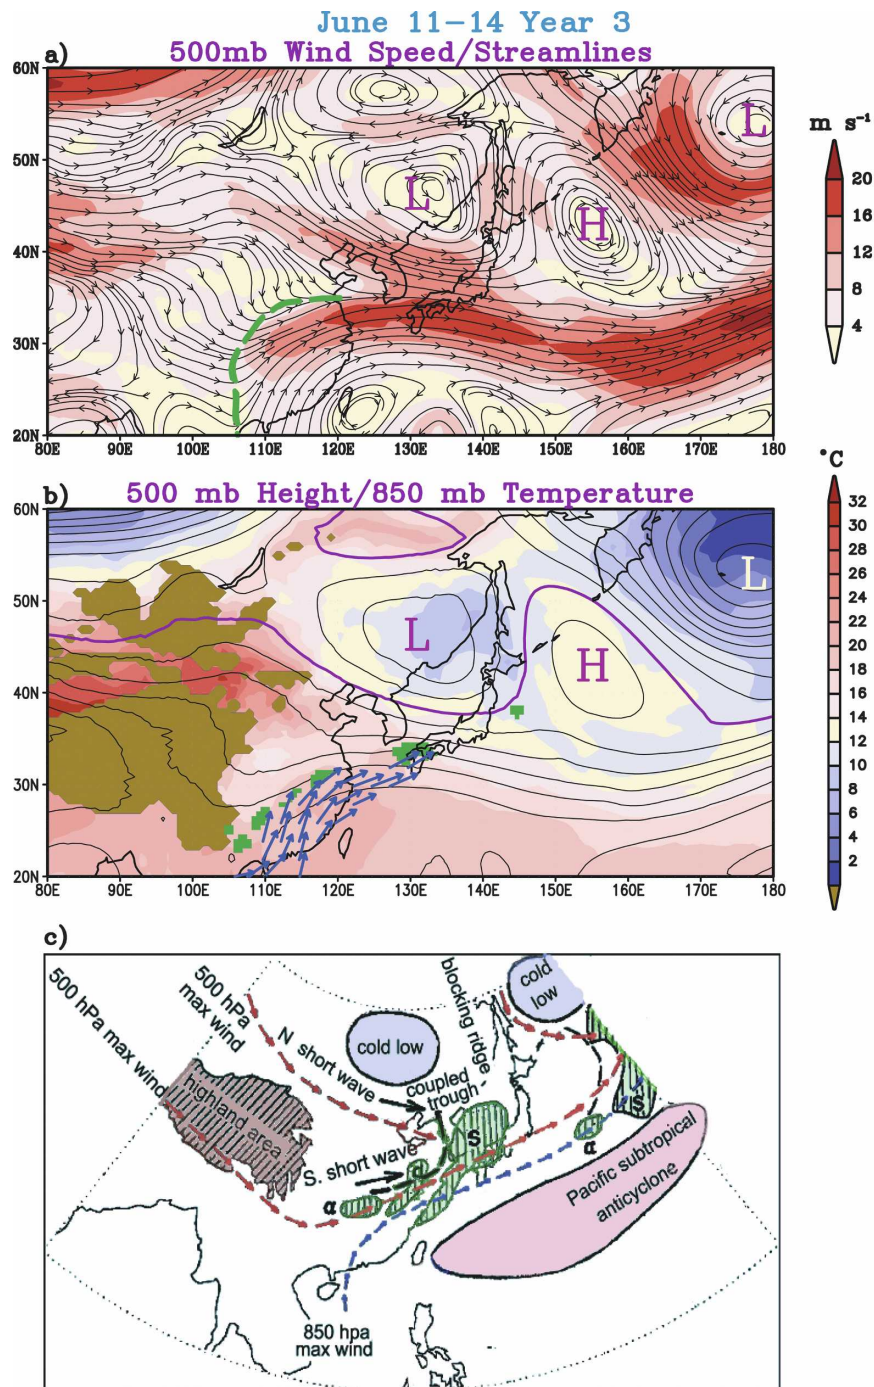 June 11−14 Year 3
a)
500mb Wind Speed/Streamlines
60N
50N
40N
30N
20N
80E 90E 100E 110E 120E 130E 140E 150E 160E 170E 180
L
L
H
m s⁻¹
20
16
12
8
4
b)
500 mb Height/850 mb Temperature
60N
50N
40N
30N
20N
80E 90E 100E 110E 120E 130E 140E 150E 160E 170E 180
L
L
H
°C
32
30
28
26
24
22
20
18
16
14
12
10
8
6
4
2
c)
500 hPa max wind
500 hPa
max wind
N short wave
cold low
blocking ridge
cold
low
coupled
trough
highland area
S. short wave
d
S
S
α
α
Pacific subtropical
anticyclone
850 hpa
max wind